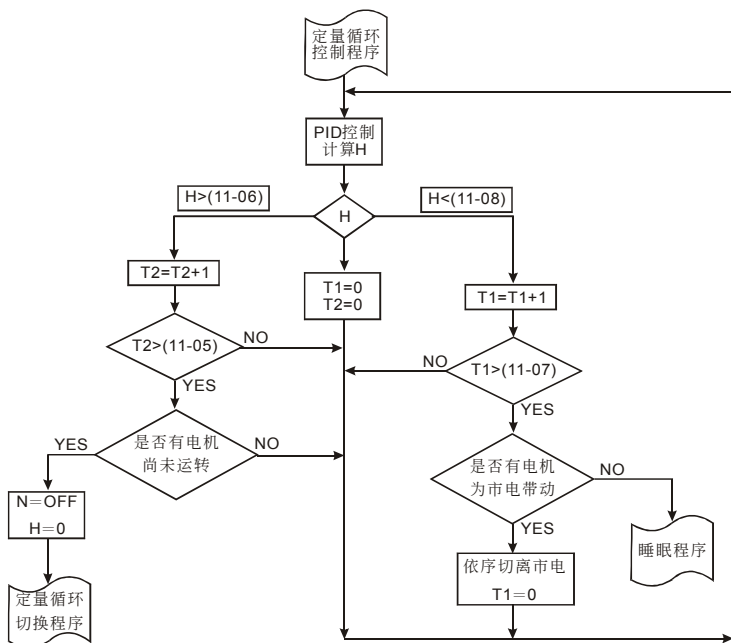 定量循环
控制程序
PID控制
计算H
H>(11-06)
H
H<(11-08)
T2=T2+1
T1=0
T2=0
T1=T1+1
T2>(11-05)
NO
NO
T1>(11-07)
YES
YES
YES
是否有电机
尚未运转
NO
是否有电机
为市电带动
NO
N=OFF
H=0
YES
依序切离市电
T1=0
睡眠程序
定量循环
切换程序